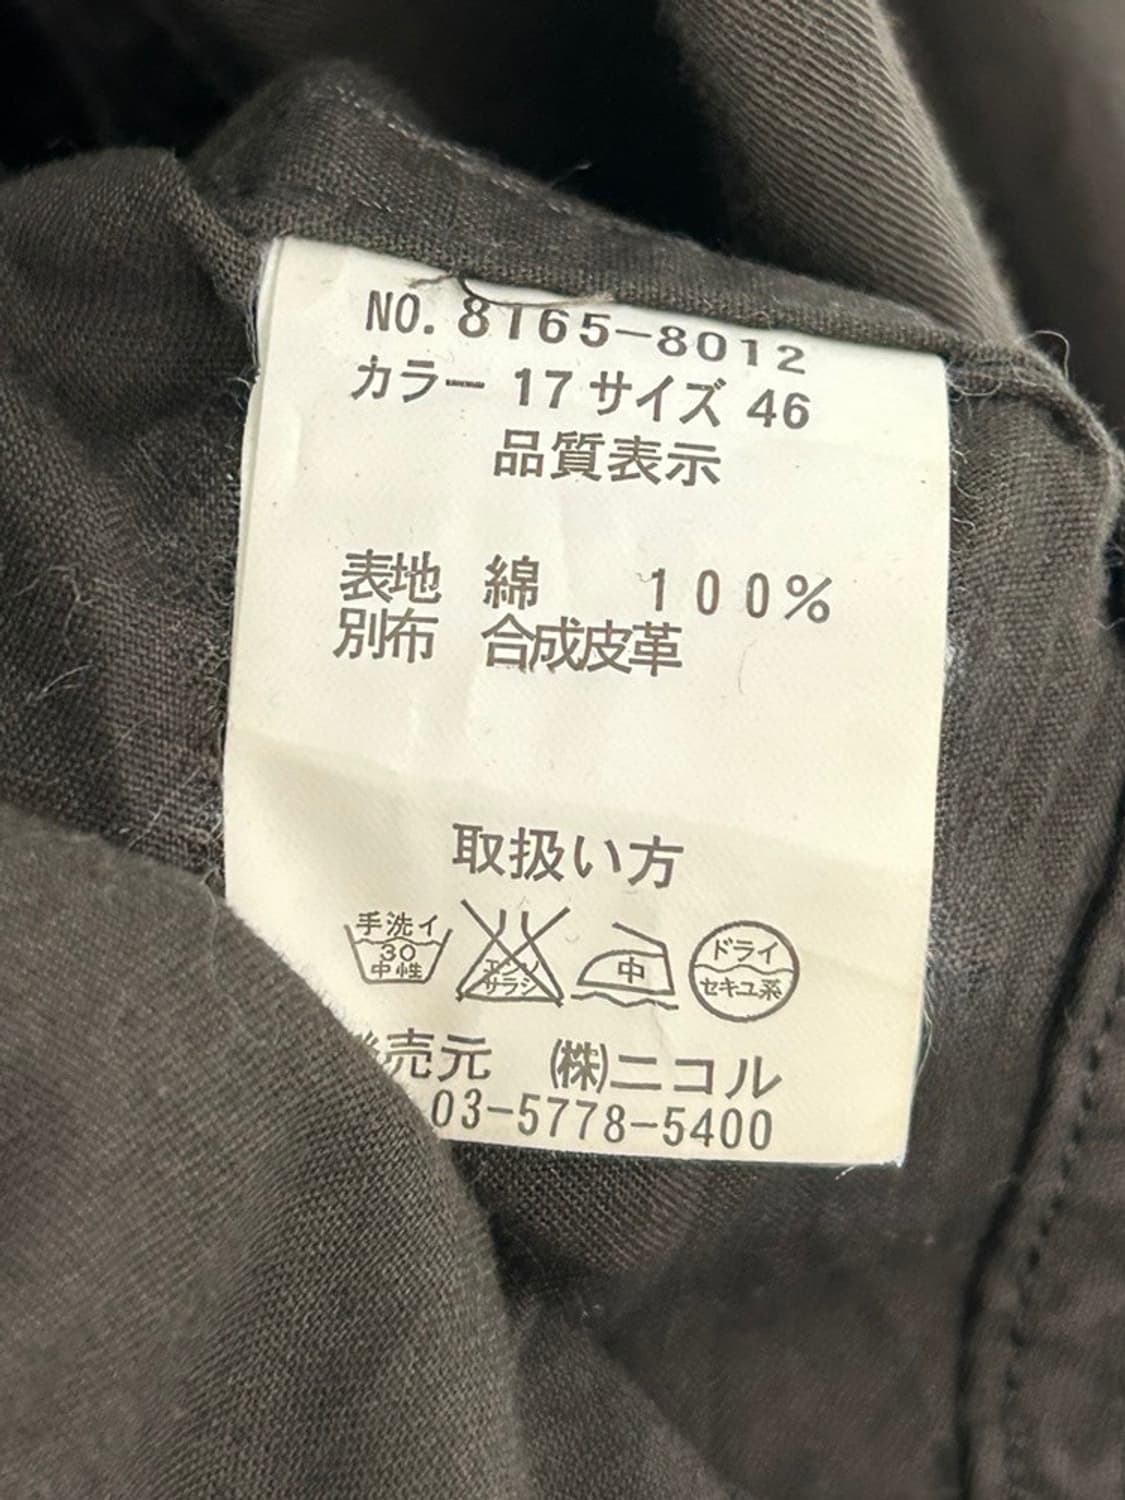 NO. 8165-8012
カラー 17 サイズ 46
品質表示
表地 綿 100%
別布 合成皮革
取扱い方
手洗イ
30
中性
エンソ
サラシ
中
ドライ
セキユ系
売元 (株)ニコル
03-5778-5400